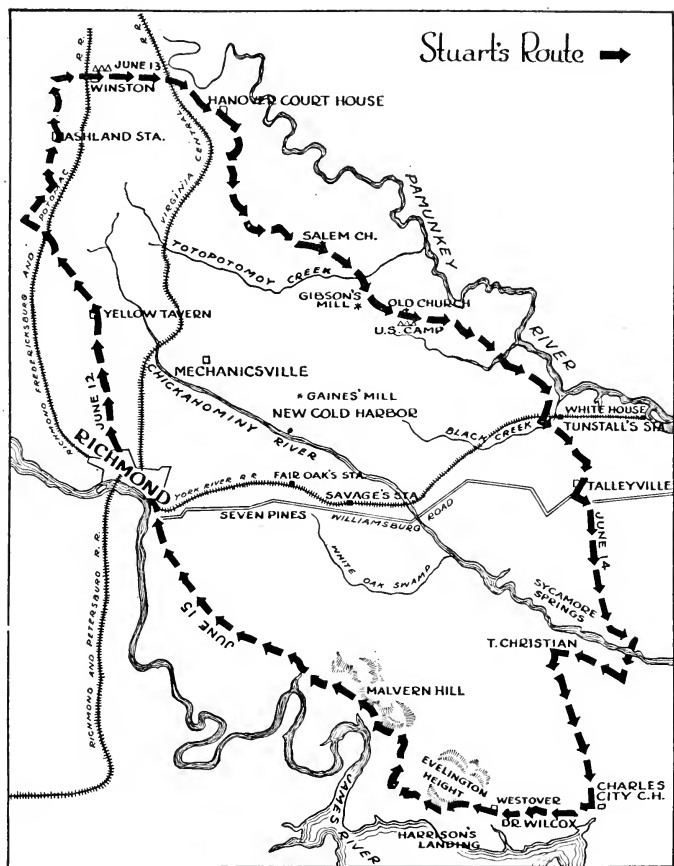 Stuart's Route
R.R.
R.R.
JUNE 13
WINSTON
HANOVER COURT HOUSE
ASHLAND STA.
VIRGINIA CENTRAL
PAMUNKEY
RIVER
SALEM CH.
TOTOPOTOMOY CREEK
GIBSON'S
MILL
OLD CHURCH
U.S. CAMP
YELLOW TAVERN
MECHANICSVILLE
GAINES' MILL
NEW COLD HARBOR
CHICKAHOMINY
RIVER
BLACK CREEK
WHITE HOUSE
TUNSTALL'S STA.
JUNE 12
RICHMOND FREDERICKSBURG AND POTOMAC
RICHMOND
YORK RIVER R.R.
FAIR OAK'S STA.
SAVAGE'S STA.
TALLEYVILLE
SEVEN PINES
WILLIAMSBURG ROAD
WHITE OAK SWAMP
JUNE 14
SYCAMORE
SPRINGS
T. CHRISTIAN
JUNE 15
RICHMOND AND PETERSBURG R.R.
MALVERN HILL
EVELINGTON
HEIGHT
JAMES RIVER
WESTOVER
DR. WILCOX
CHARLES
CITY C.H.
HARRISON'S
LANDING